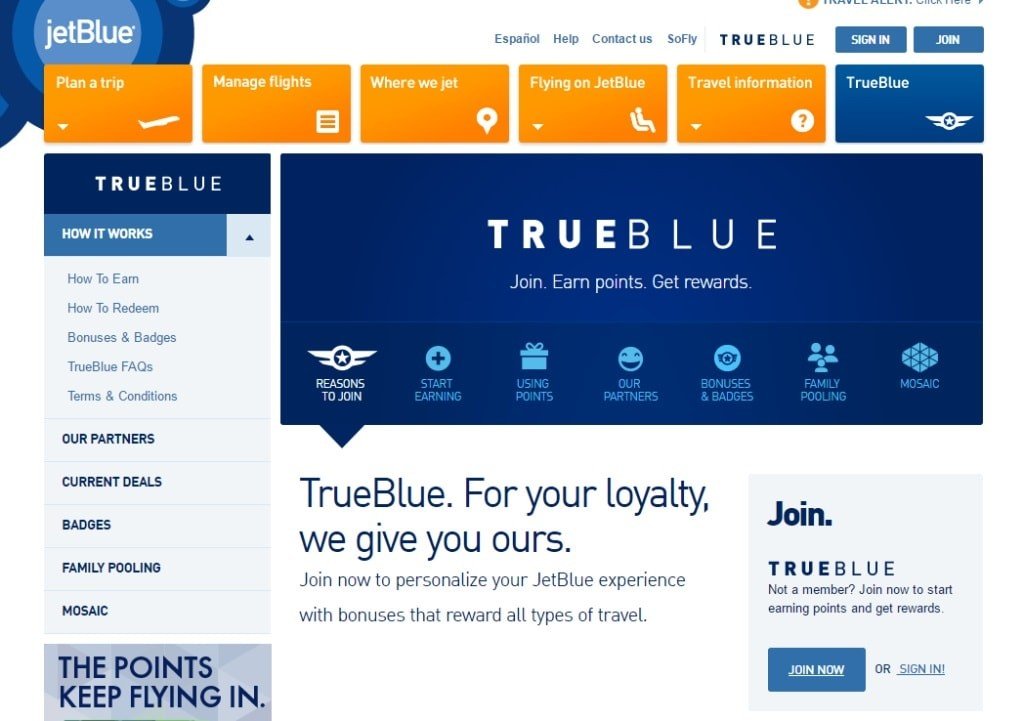 TRAVEL ALERT: Click Here
jetBlue
Español Help Contact us SoFly TRUEBLUE SIGN IN JOIN
Plan a trip
Manage flights
Where we jet
Flying on JetBlue
Travel information
?
TrueBlue
TRUEBLUE
HOW IT WORKS
How To Earn
How To Redeem
Bonuses & Badges
TrueBlue FAQs
Terms & Conditions
OUR PARTNERS
CURRENT DEALS
BADGES
FAMILY POOLING
MOSAIC
THE POINTS
KEEP FLYING IN.
TRUEBLUE
Join. Earn points. Get rewards.
REASONS
TO JOIN
START
EARNING
USING
POINTS
OUR
PARTNERS
BONUSES
& BADGES
FAMILY
POOLING
MOSAIC
TrueBlue. For your loyalty,
we give you ours.
Join now to personalize your JetBlue experience
with bonuses that reward all types of travel.
Join.
TRUEBLUE
Not a member? Join now to start
earning points and get rewards.
JOIN NOW OR SIGN IN!